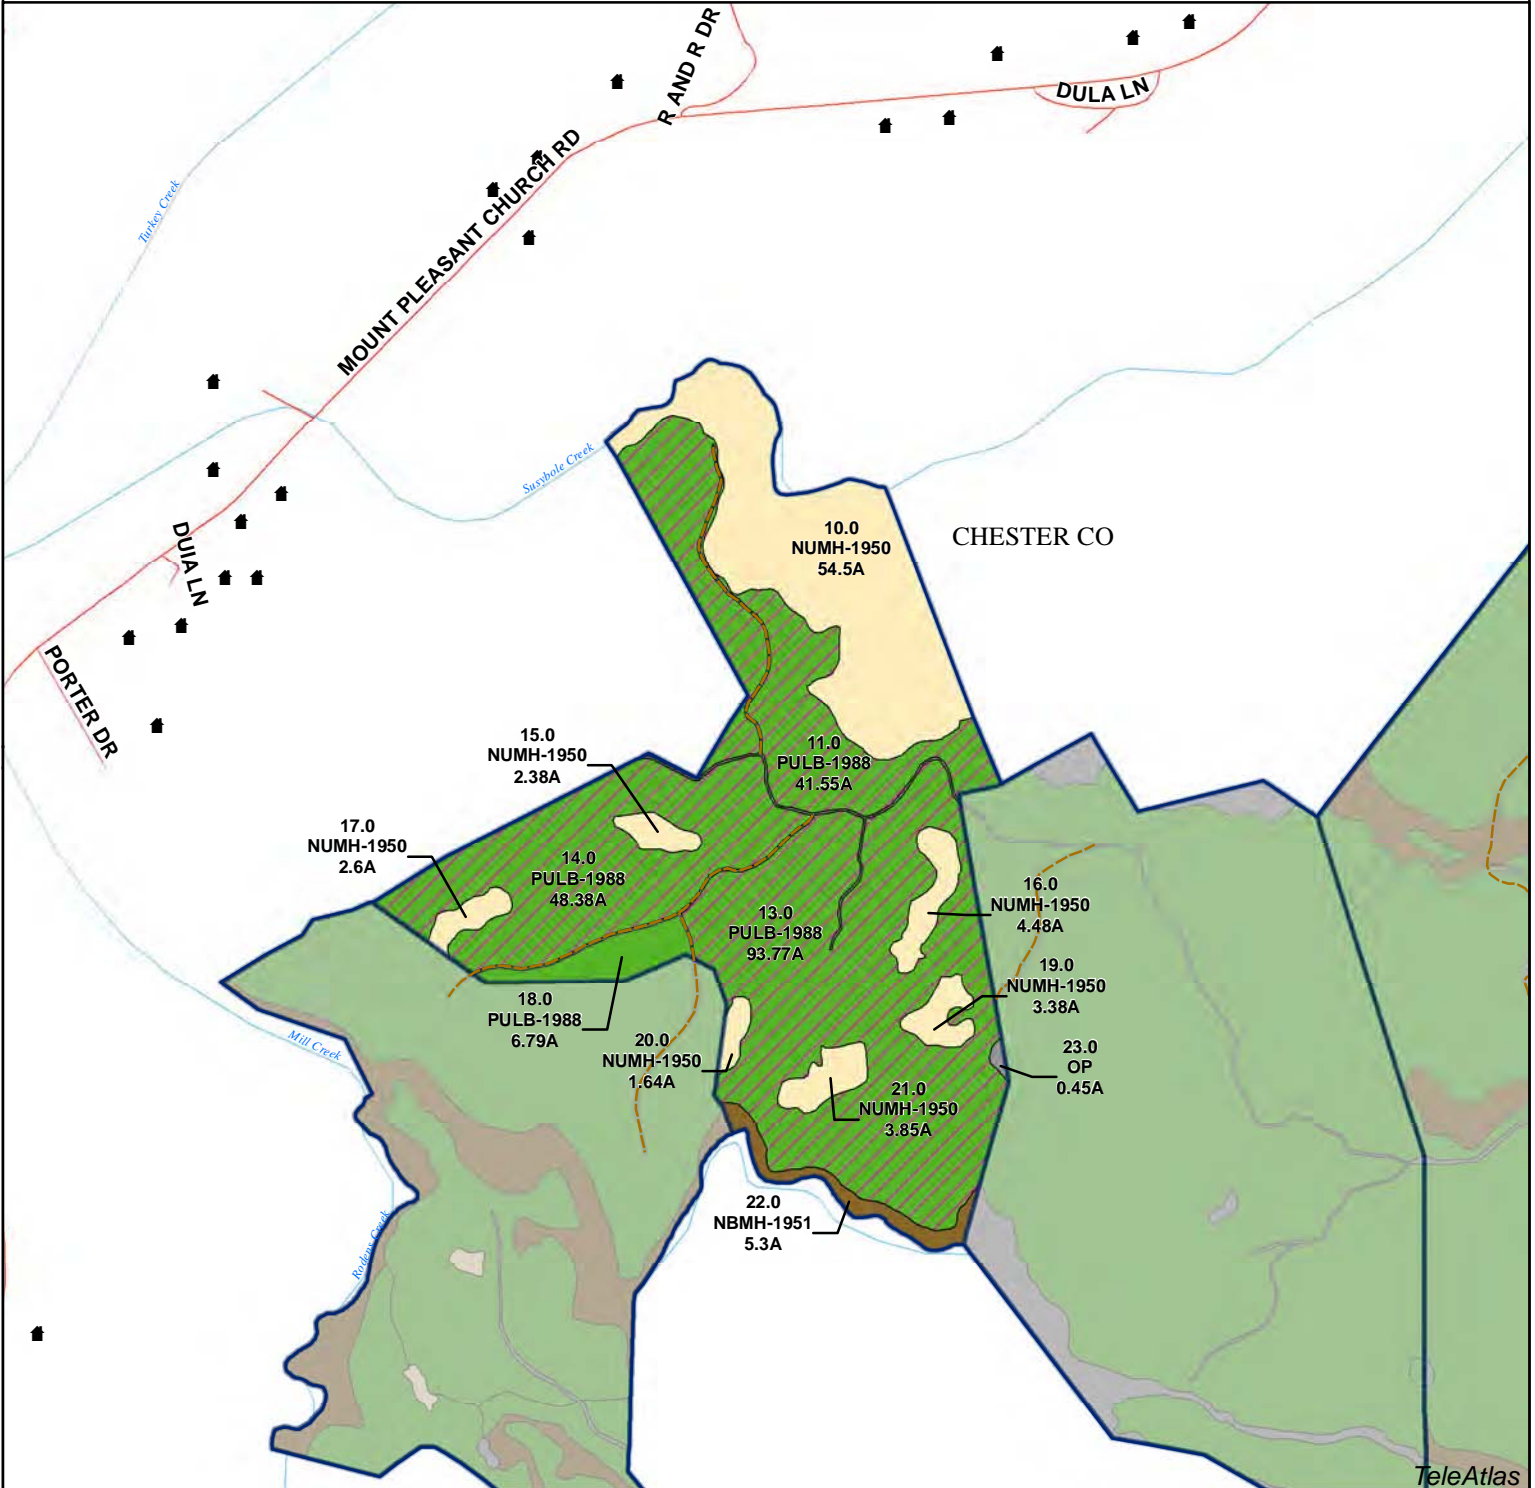 R AND R DR
DULA LN
MOUNT PLEASANT CHURCH RD
Turkey Creek
Susybole Creek
DUIA LN
PORTER DR
CHESTER CO
10.0
NUMH-1950
54.5A
15.0
NUMH-1950
2.38A
11.0
PULB-1988
41.55A
17.0
NUMH-1950
2.6A
14.0
PULB-1988
48.38A
13.0
PULB-1988
93.77A
16.0
NUMH-1950
4.48A
19.0
NUMH-1950
3.38A
18.0
PULB-1988
6.79A
20.0
NUMH-1950
1.64A
23.0
OP
0.45A
21.0
NUMH-1950
3.85A
Mill Creek
22.0
NBMH-1951
5.3A
Rodens Creek
TeleAtlas